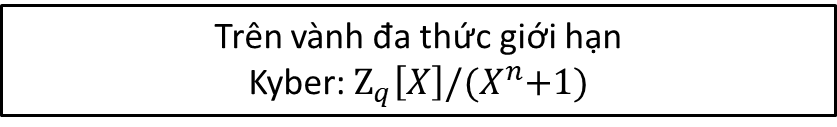 Trên vành đa thức giới hạn
Kyber: Z_q[X]/(X^n+1)